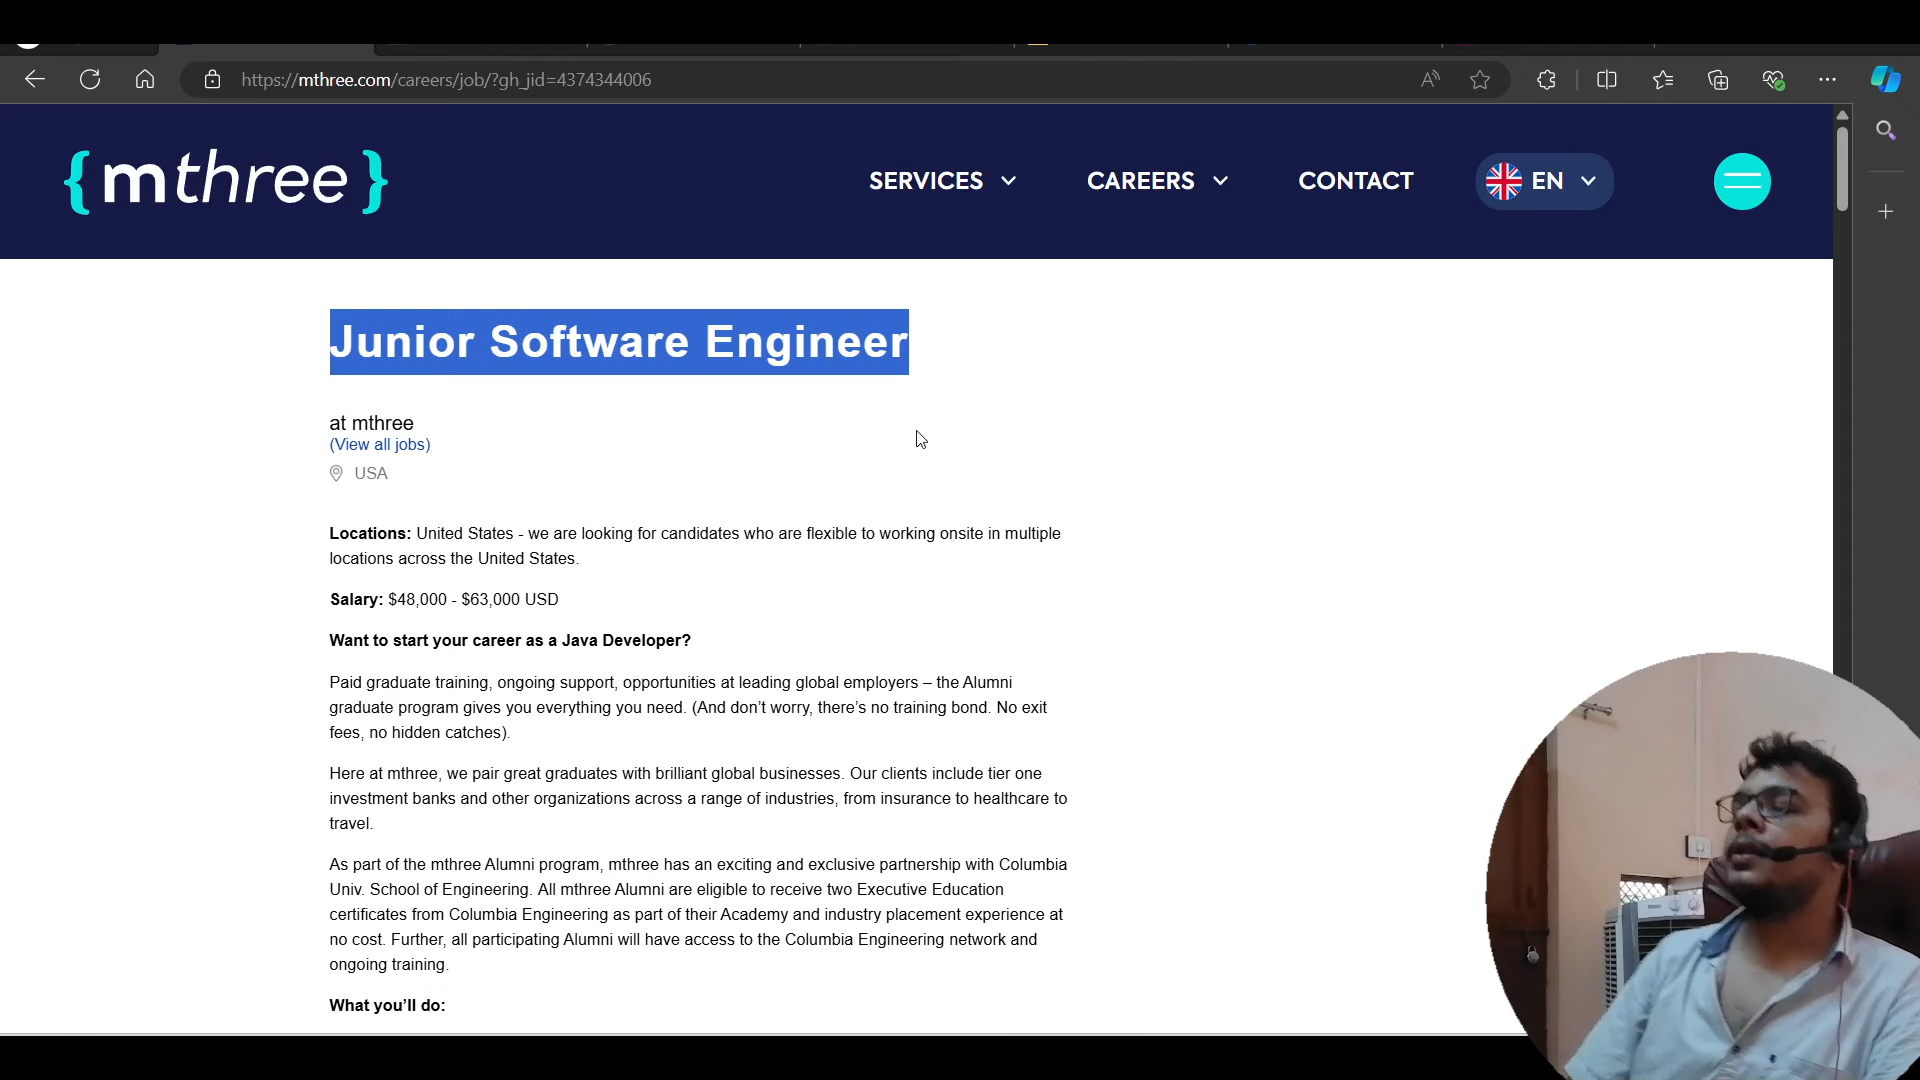 https://mthree.com/careers/job/?gh_jid=4374344006
{mthree}
SERVICES
CAREERS
CONTACT
EN
Junior Software Engineer
at mthree
(View all jobs)
USA
Locations: United States - we are looking for candidates who are flexible to working onsite in multiple
locations across the United States.
Salary: $48,000 - $63,000 USD
Want to start your career as a Java Developer?
Paid graduate training, ongoing support, opportunities at leading global employers – the Alumni
graduate program gives you everything you need. (And don’t worry, there’s no training bond. No exit
fees, no hidden catches).
Here at mthree, we pair great graduates with brilliant global businesses. Our clients include tier one
investment banks and other organizations across a range of industries, from insurance to healthcare to
travel.
As part of the mthree Alumni program, mthree has an exciting and exclusive partnership with Columbia
Univ. School of Engineering. All mthree Alumni are eligible to receive two Executive Education
certificates from Columbia Engineering as part of their Academy and industry placement experience at
no cost. Further, all participating Alumni will have access to the Columbia Engineering network and
ongoing training.
What you’ll do: